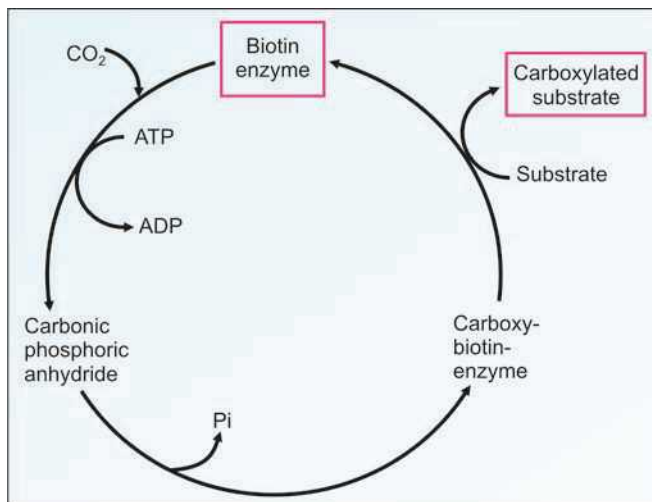 CO₂
Biotin
enzyme
Carboxylated
substrate
ATP
Substrate
ADP
Carbonic
phosphoric
anhydride
Carboxy-
biotin-
enzyme
Pi